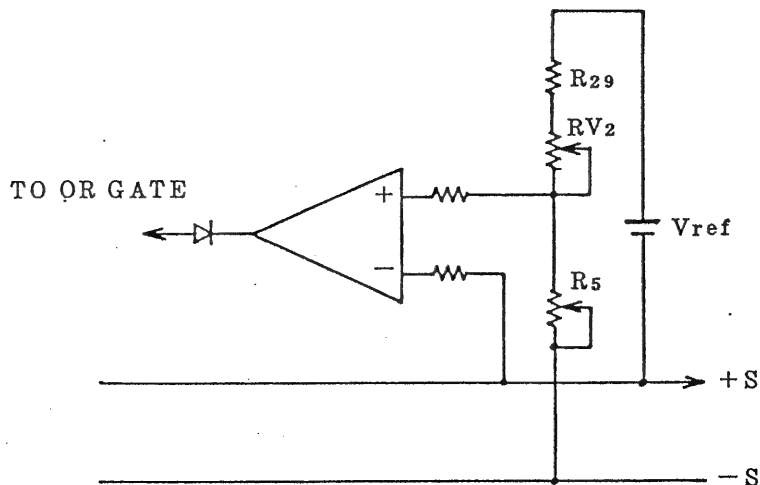 R29
RV2
TO OR GATE
+
Vref
−
R5
+S
−S